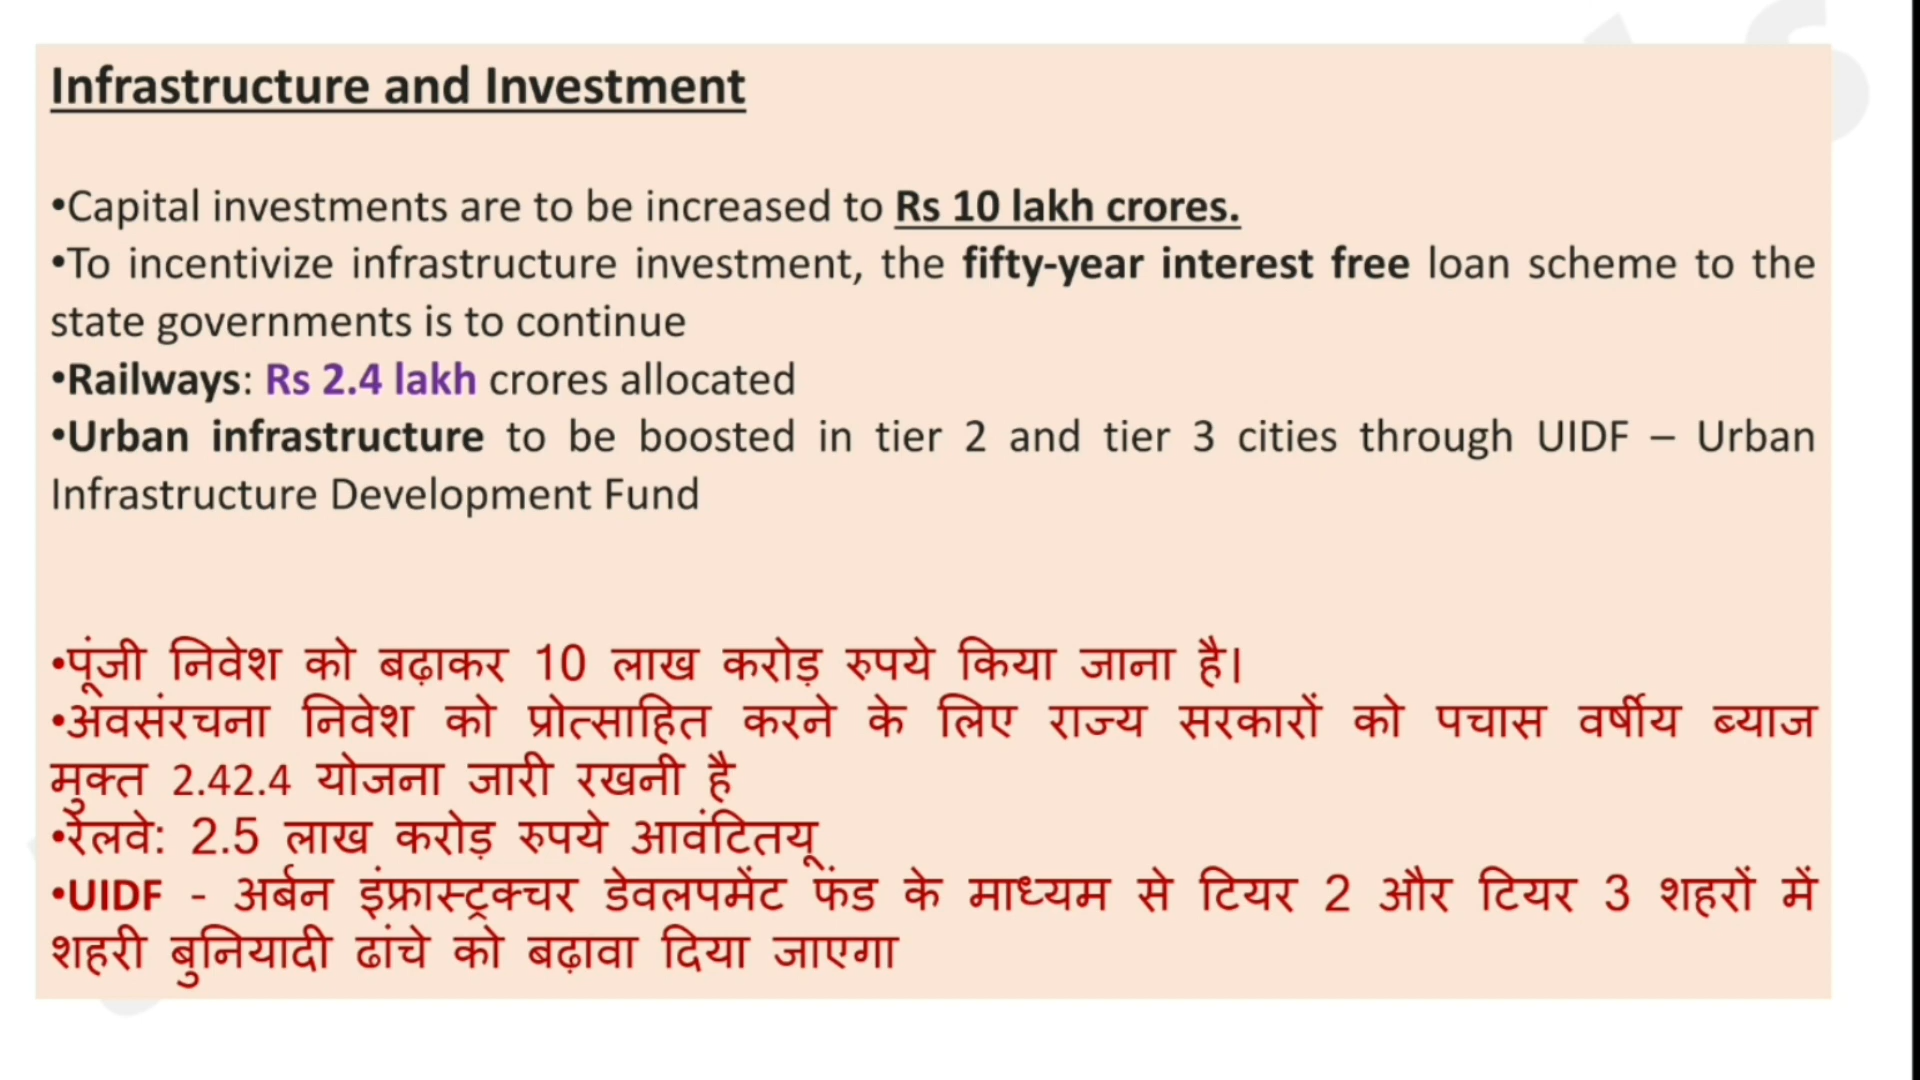 Infrastructure and Investment
•Capital investments are to be increased to Rs 10 lakh crores.
•To incentivize infrastructure investment, the fifty-year interest free loan scheme to the
state governments is to continue
•Railways: Rs 2.4 lakh crores allocated
•Urban infrastructure to be boosted in tier 2 and tier 3 cities through UIDF – Urban
Infrastructure Development Fund
•पूंजी निवेश को बढ़ाकर 10 लाख करोड़ रुपये किया जाना है।
•अवसंरचना निवेश को प्रोत्साहित करने के लिए राज्य सरकारों को पचास वर्षीय ब्याज
मुक्त 2.42.4 योजना जारी रखनी है
•रेलवे: 2.5 लाख करोड़ रुपये आवंटितयू
•UIDF - अर्बन इंफ्रास्ट्रक्चर डेवलपमेंट फंड के माध्यम से टियर 2 और टियर 3 शहरों में
शहरी बुनियादी ढांचे को बढ़ावा दिया जाएगा